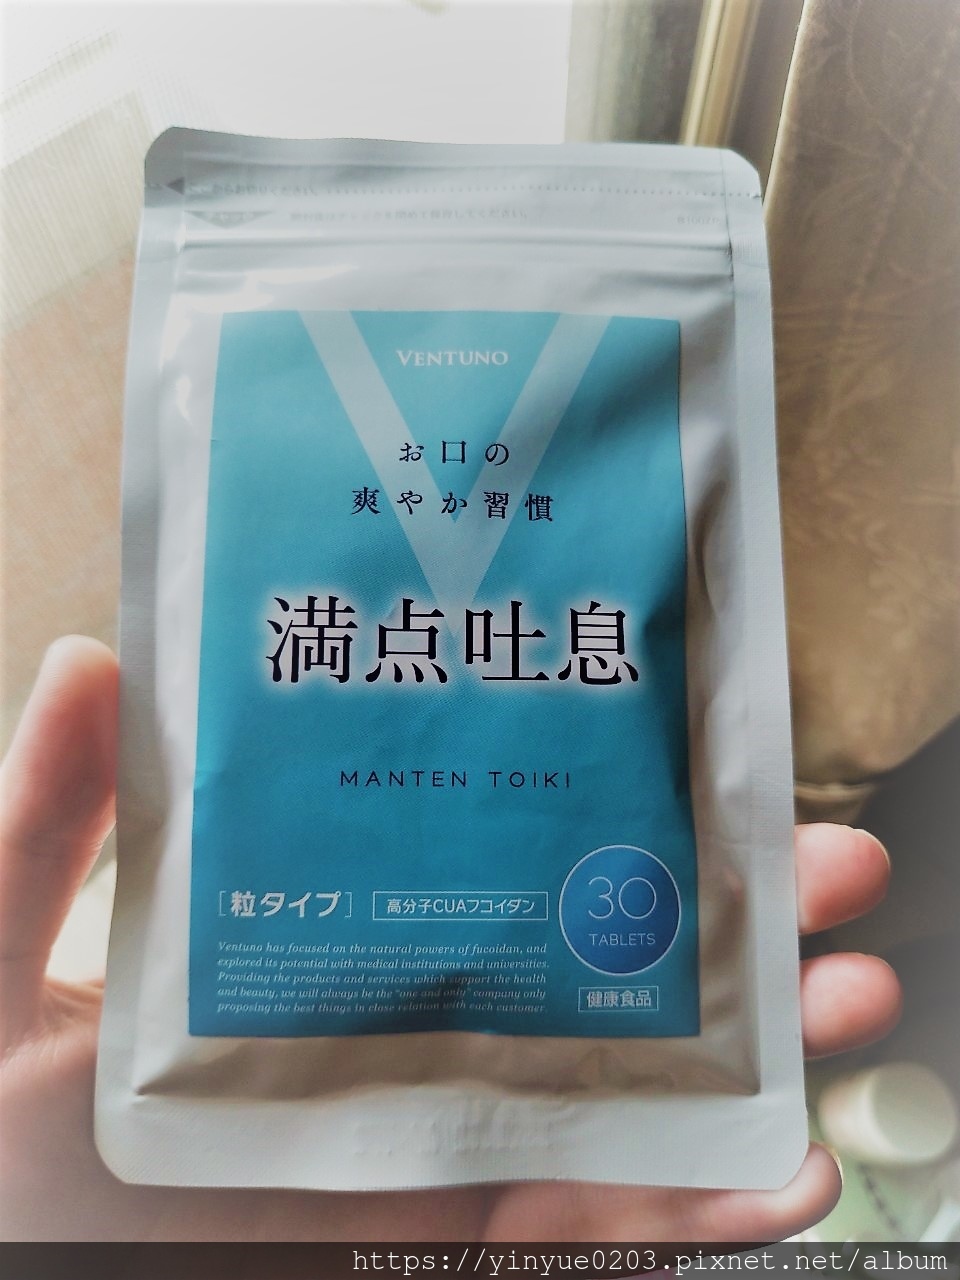 VENTUNO
お口の
爽やか習慣
満点吐息
MANTEN TOIKI
[粒タイプ]
高分子CUAフコイダン
30
TABLETS
健康食品
Ventuno has focused on the natural powers of fucoidan, and
explored its potential with medical institutions and universities.
Providing the products and services which support the health
and beauty, we will always be the "one and only" company only
proposing the best things in close relation with each customer.
https://yinyue0203.pixnet.net/album